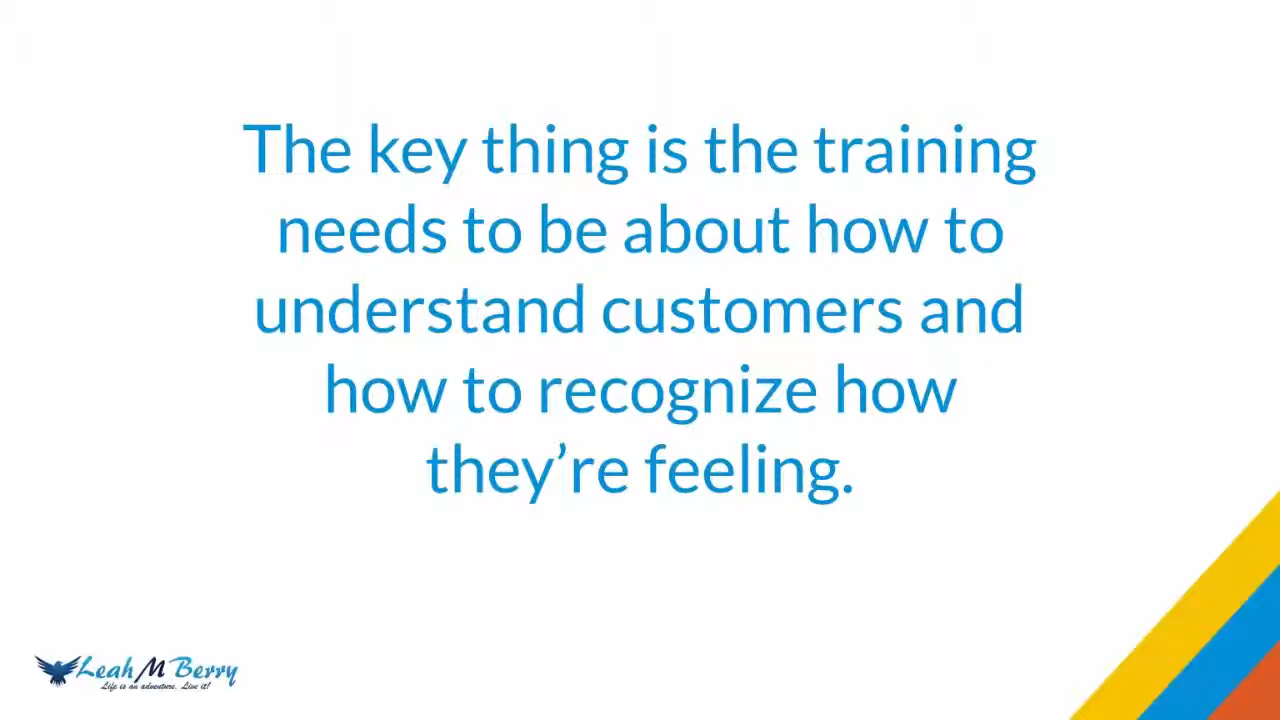 The key thing is the training
needs to be about how to
understand customers and
how to recognize how
they’re feeling.
Leah M Berry
Life is an adventure. Live it!